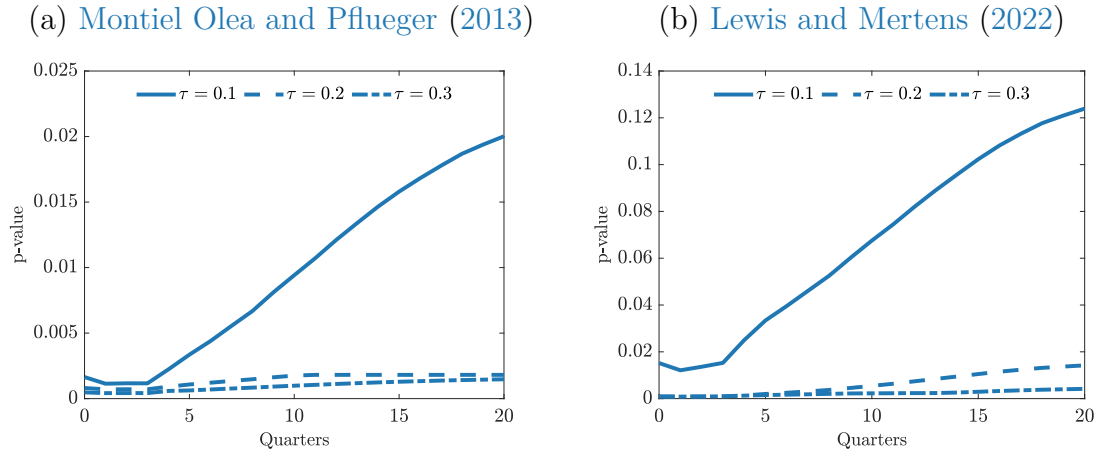 (a) Montiel Olea and Pflueger (2013)
0.025
0.02
0.015
0.01
0.005
0
p-value
τ = 0.1 τ = 0.2 τ = 0.3
0 5 10 15 20
Quarters
(b) Lewis and Mertens (2022)
0.14
0.12
0.1
0.08
0.06
0.04
0.02
0
p-value
τ = 0.1 τ = 0.2 τ = 0.3
0 5 10 15 20
Quarters